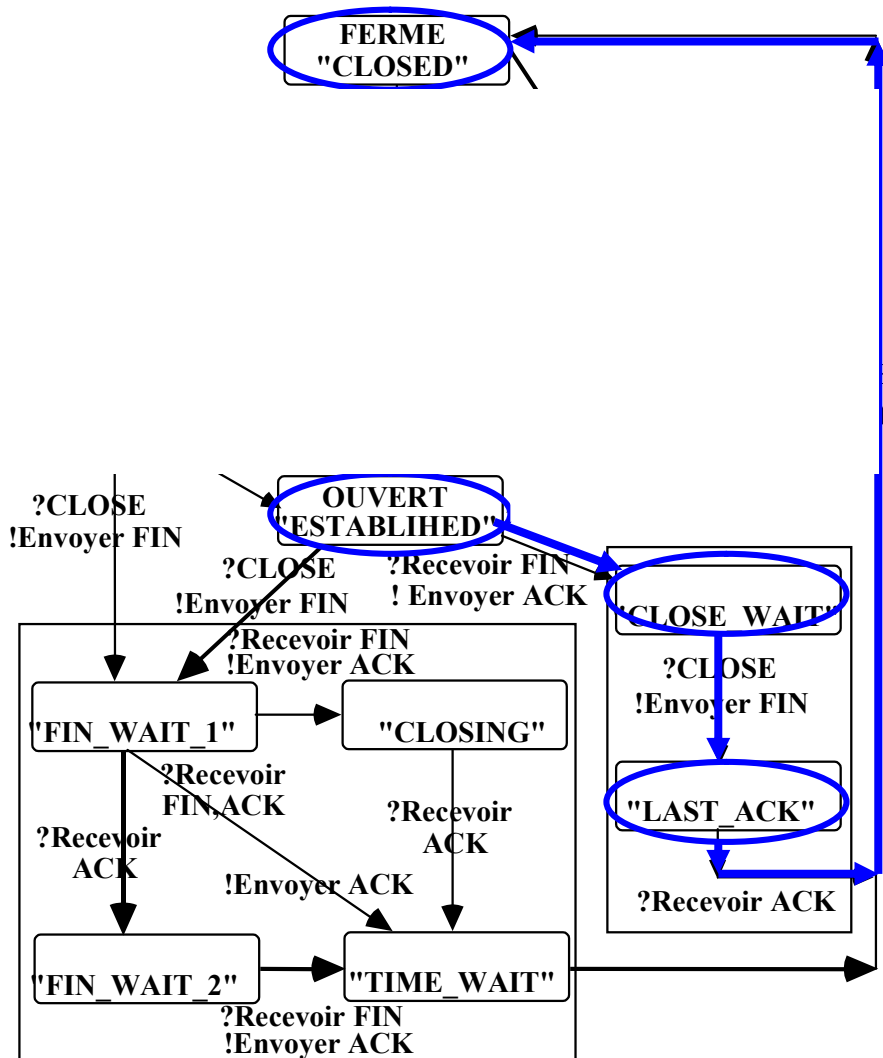 FERME
"CLOSED"
?CLOSE
!Envoyer FIN
OUVERT
"ESTABLIHED"
?CLOSE
!Envoyer FIN
?Recevoir FIN
! Envoyer ACK
"CLOSE_WAIT"
?Recevoir FIN
!Envoyer ACK
?CLOSE
!Envoyer FIN
"FIN_WAIT_1"
"CLOSING"
?Recevoir
FIN,ACK
?Recevoir
ACK
?Recevoir
ACK
"LAST_ACK"
!Envoyer ACK
?Recevoir ACK
"FIN_WAIT_2"
"TIME_WAIT"
?Recevoir FIN
!Envoyer ACK